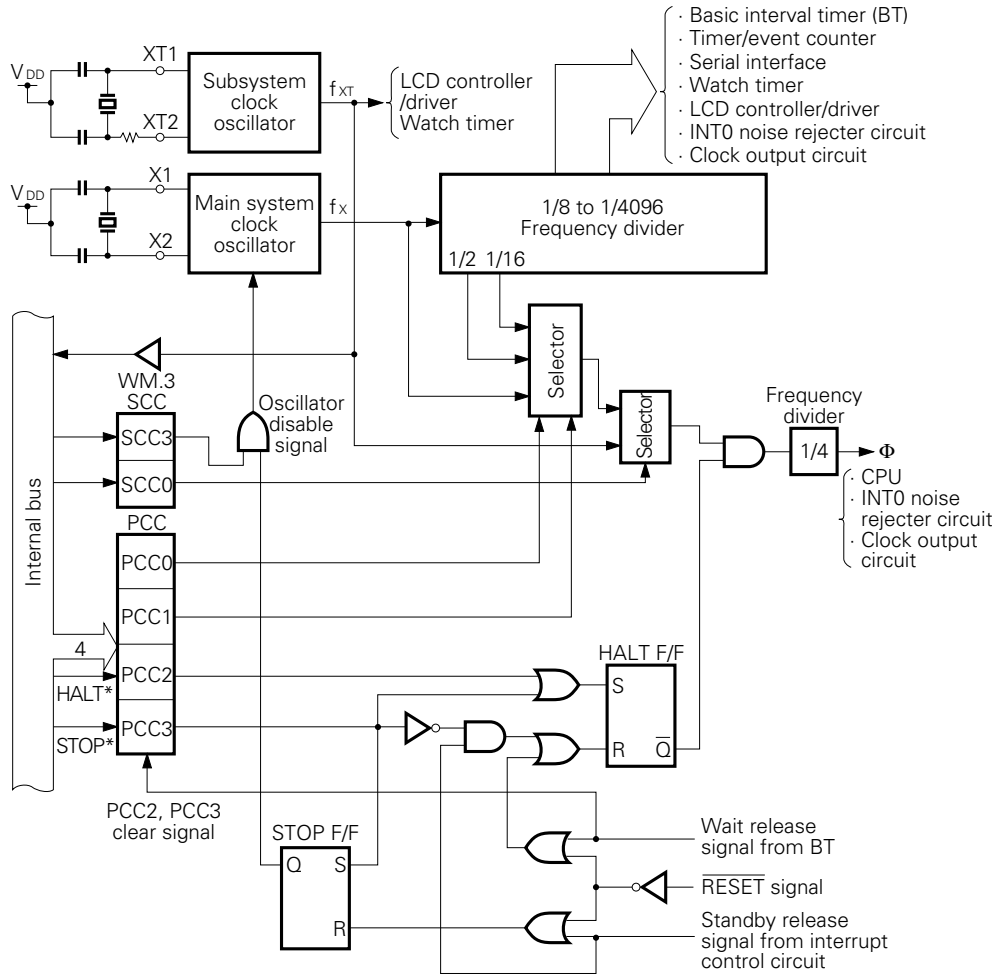 · Basic interval timer (BT)
· Timer/event counter
· Serial interface
· Watch timer
· LCD controller/driver
· INT0 noise rejecter circuit
· Clock output circuit
VDD
XT1
XT2
Subsystem
clock
oscillator
fXT
LCD controller
/driver
Watch timer
VDD
X1
X2
Main system
clock
oscillator
fX
1/8 to 1/4096
Frequency divider
1/2 1/16
Selector
Selector
WM.3
SCC
SCC3
SCC0
Oscillator
disable
signal
Frequency
divider
1/4
Φ
· CPU
· INT0 noise
rejecter circuit
· Clock output
circuit
Internal bus
PCC
PCC0
PCC1
PCC2
PCC3
4
HALT*
STOP*
HALT F/F
S
R
Q̅
PCC2, PCC3
clear signal
STOP F/F
Q
S
R
Wait release
signal from BT
R̅E̅S̅E̅T̅ signal
Standby release
signal from interrupt
control circuit